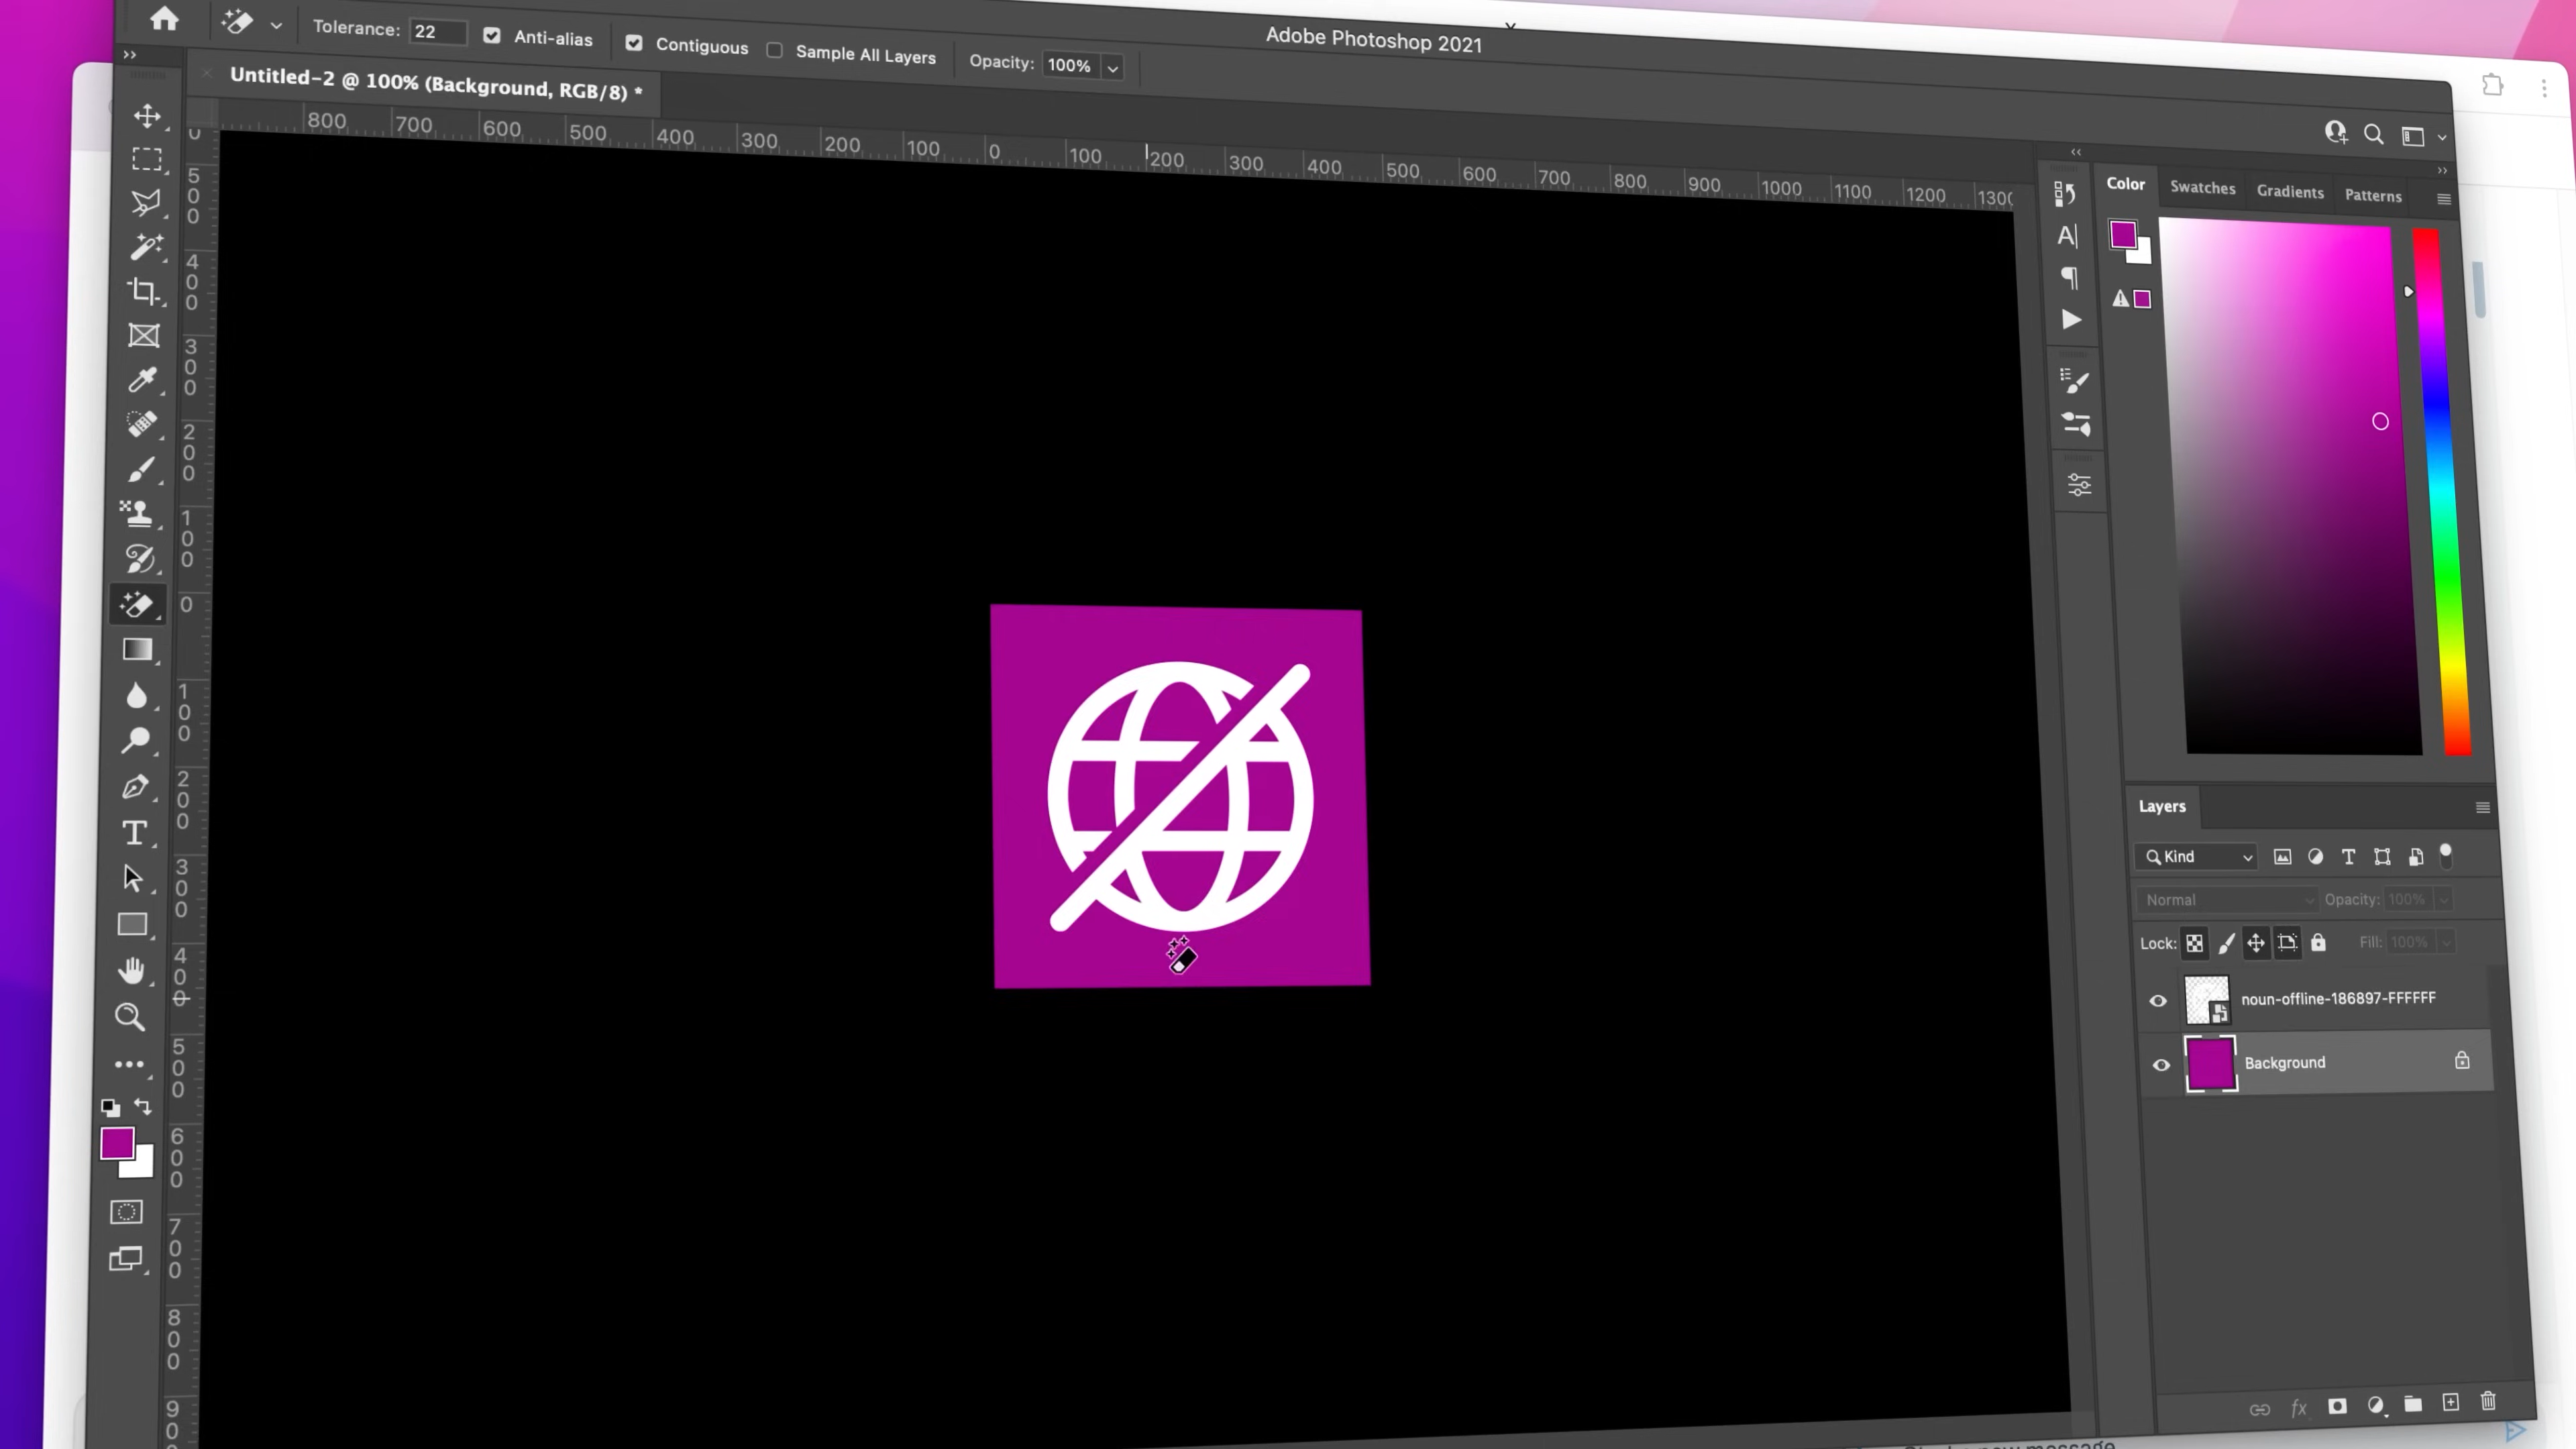 Adobe Photoshop 2021
Tolerance: 22 Anti-alias Contiguous Sample All Layers Opacity: 100%
Untitled-2 @ 100% (Background, RGB/8) *
800 700 600 500 400 300 200 100 0 100 200 300 400 500 600 700 800 900 1000 1100 1200
0
500
400
300
200
100
0
100
200
300
400
500
600
700
800
Color Swatches Gradients Patterns
Layers
Kind
Normal Opacity: 100%
Lock: Fill: 100%
noun-offline-186897-FFFFFF
Background